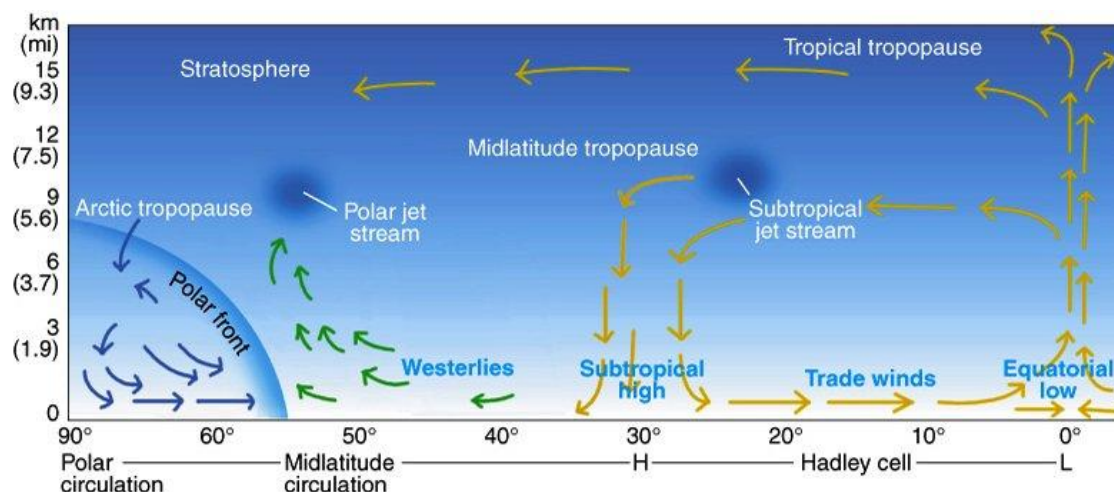 km
(mi)
15
(9.3)
12
(7.5)
9
(5.6)
6
(3.7)
3
(1.9)
0
Stratosphere
Tropical tropopause
Midlatitude tropopause
Arctic tropopause
Polar jet
stream
Subtropical
jet stream
Polar front
Westerlies
Subtropical
high
Trade winds
Equatorial
low
90° 60° 50° 40° 30° 20° 10° 0°
Polar
circulation
Midlatitude
circulation
H
Hadley cell
L